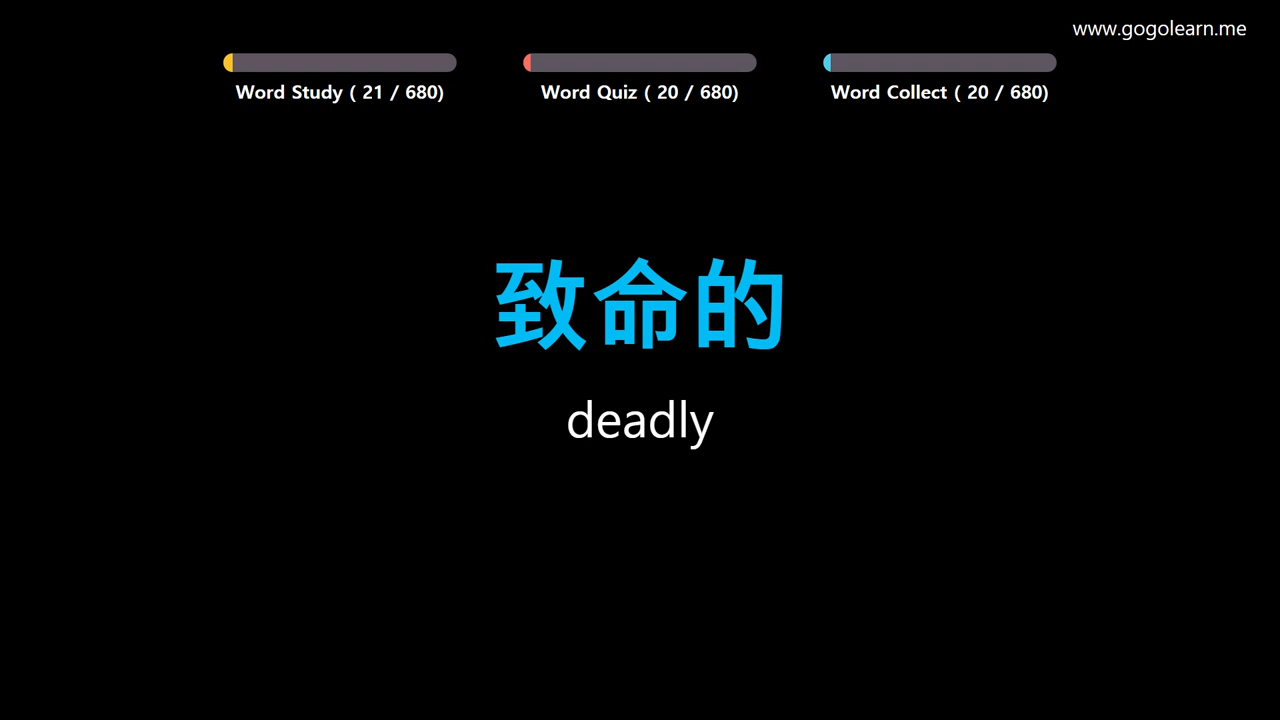 www.gogolearn.me
Word Study ( 21 / 680)
Word Quiz ( 20 / 680)
Word Collect ( 20 / 680)
致命的
deadly